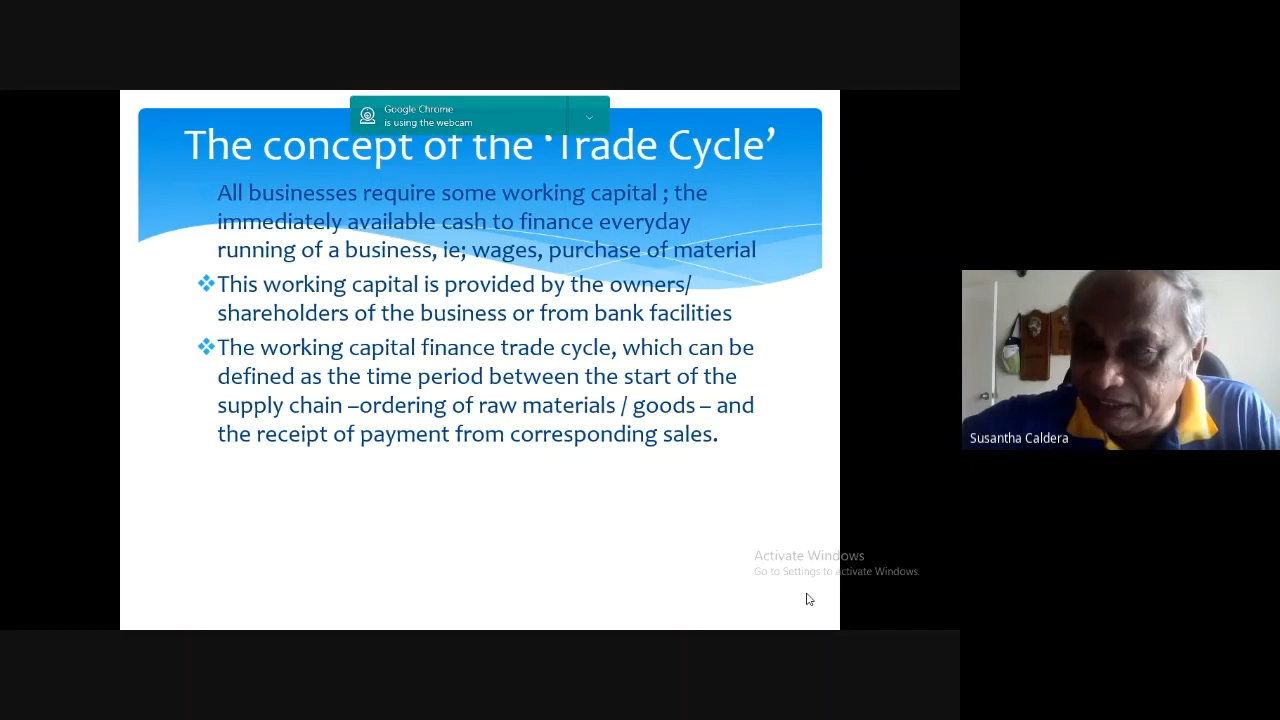 Google Chrome
is using the webcam
The concept of the ‘Trade Cycle’
All businesses require some working capital ; the
immediately available cash to finance everyday
running of a business, ie; wages, purchase of material
❖This working capital is provided by the owners/
shareholders of the business or from bank facilities
❖The working capital finance trade cycle, which can be
defined as the time period between the start of the
supply chain –ordering of raw materials / goods – and
the receipt of payment from corresponding sales.
Susantha Caldera
Activate Windows
Go to Settings to activate Windows.